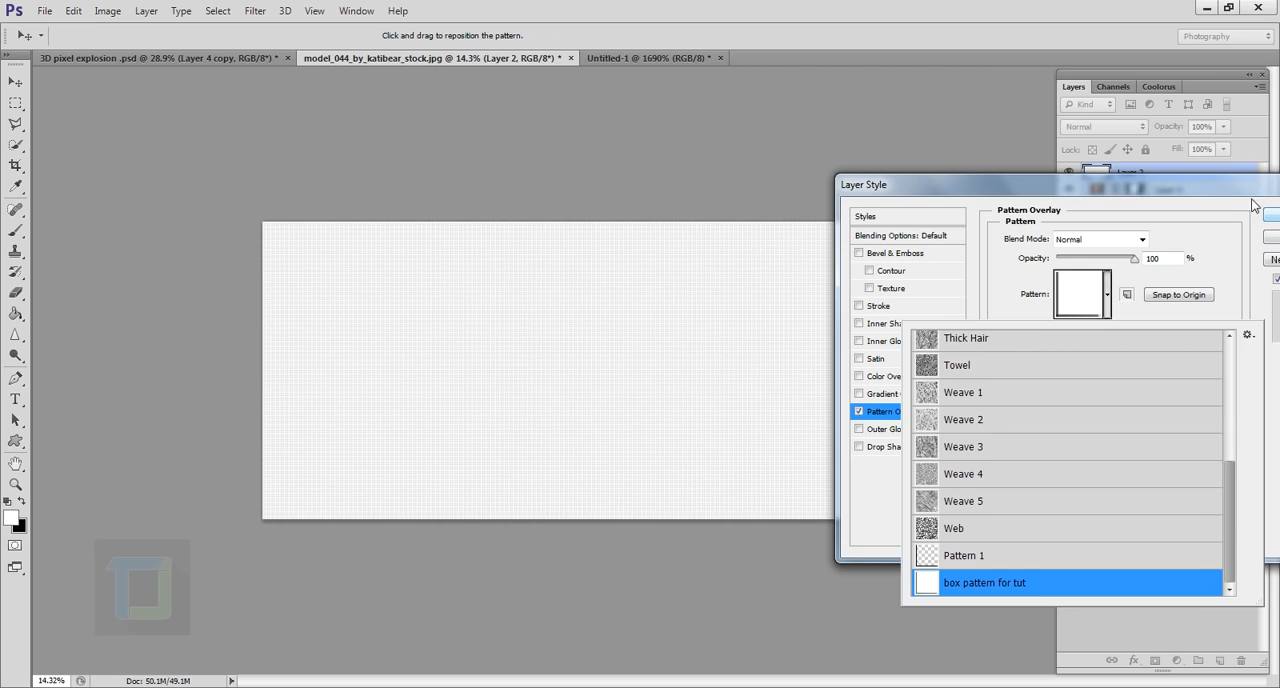 Ps File Edit Image Layer Type Select Filter 3D View Window Help
Click and drag to reposition the pattern.
Photography
3D pixel explosion .psd @ 28.9% (Layer 4 copy, RGB/8*) * ×
model_044_by_katibear_stock.jpg @ 14.3% (Layer 2, RGB/8*) * ×
Untitled-1 @ 1690% (RGB/8) * ×
Layers Channels Coolorus
Kind
Normal Opacity: 100%
Lock: Fill: 100%
Layer 2
Layer Style
Styles
Blending Options: Default
Bevel & Emboss
Contour
Texture
Stroke
Inner Sha
Inner Glo
Satin
Color Ove
Gradient
Pattern O
Outer Glo
Drop Sha
Pattern Overlay
Pattern
Blend Mode: Normal
Opacity: 100 %
Pattern: Snap to Origin
Ne
Thick Hair
Towel
Weave 1
Weave 2
Weave 3
Weave 4
Weave 5
Web
Pattern 1
box pattern for tut
14.32% Doc: 50.1M/49.1M